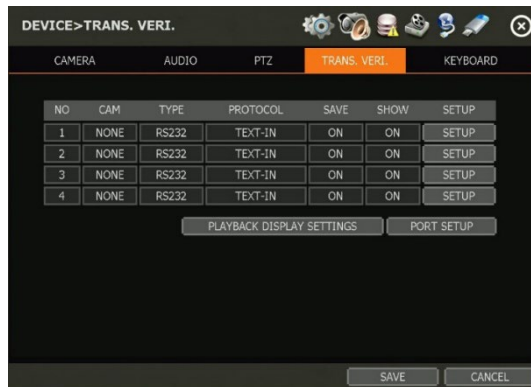 DEVICE>TRANS. VERI.
CAMERA AUDIO PTZ TRANS. VERI. KEYBOARD
NO CAM TYPE PROTOCOL SAVE SHOW SETUP
1 NONE RS232 TEXT-IN ON ON SETUP
2 NONE RS232 TEXT-IN ON ON SETUP
3 NONE RS232 TEXT-IN ON ON SETUP
4 NONE RS232 TEXT-IN ON ON SETUP
PLAYBACK DISPLAY SETTINGS PORT SETUP
SAVE CANCEL